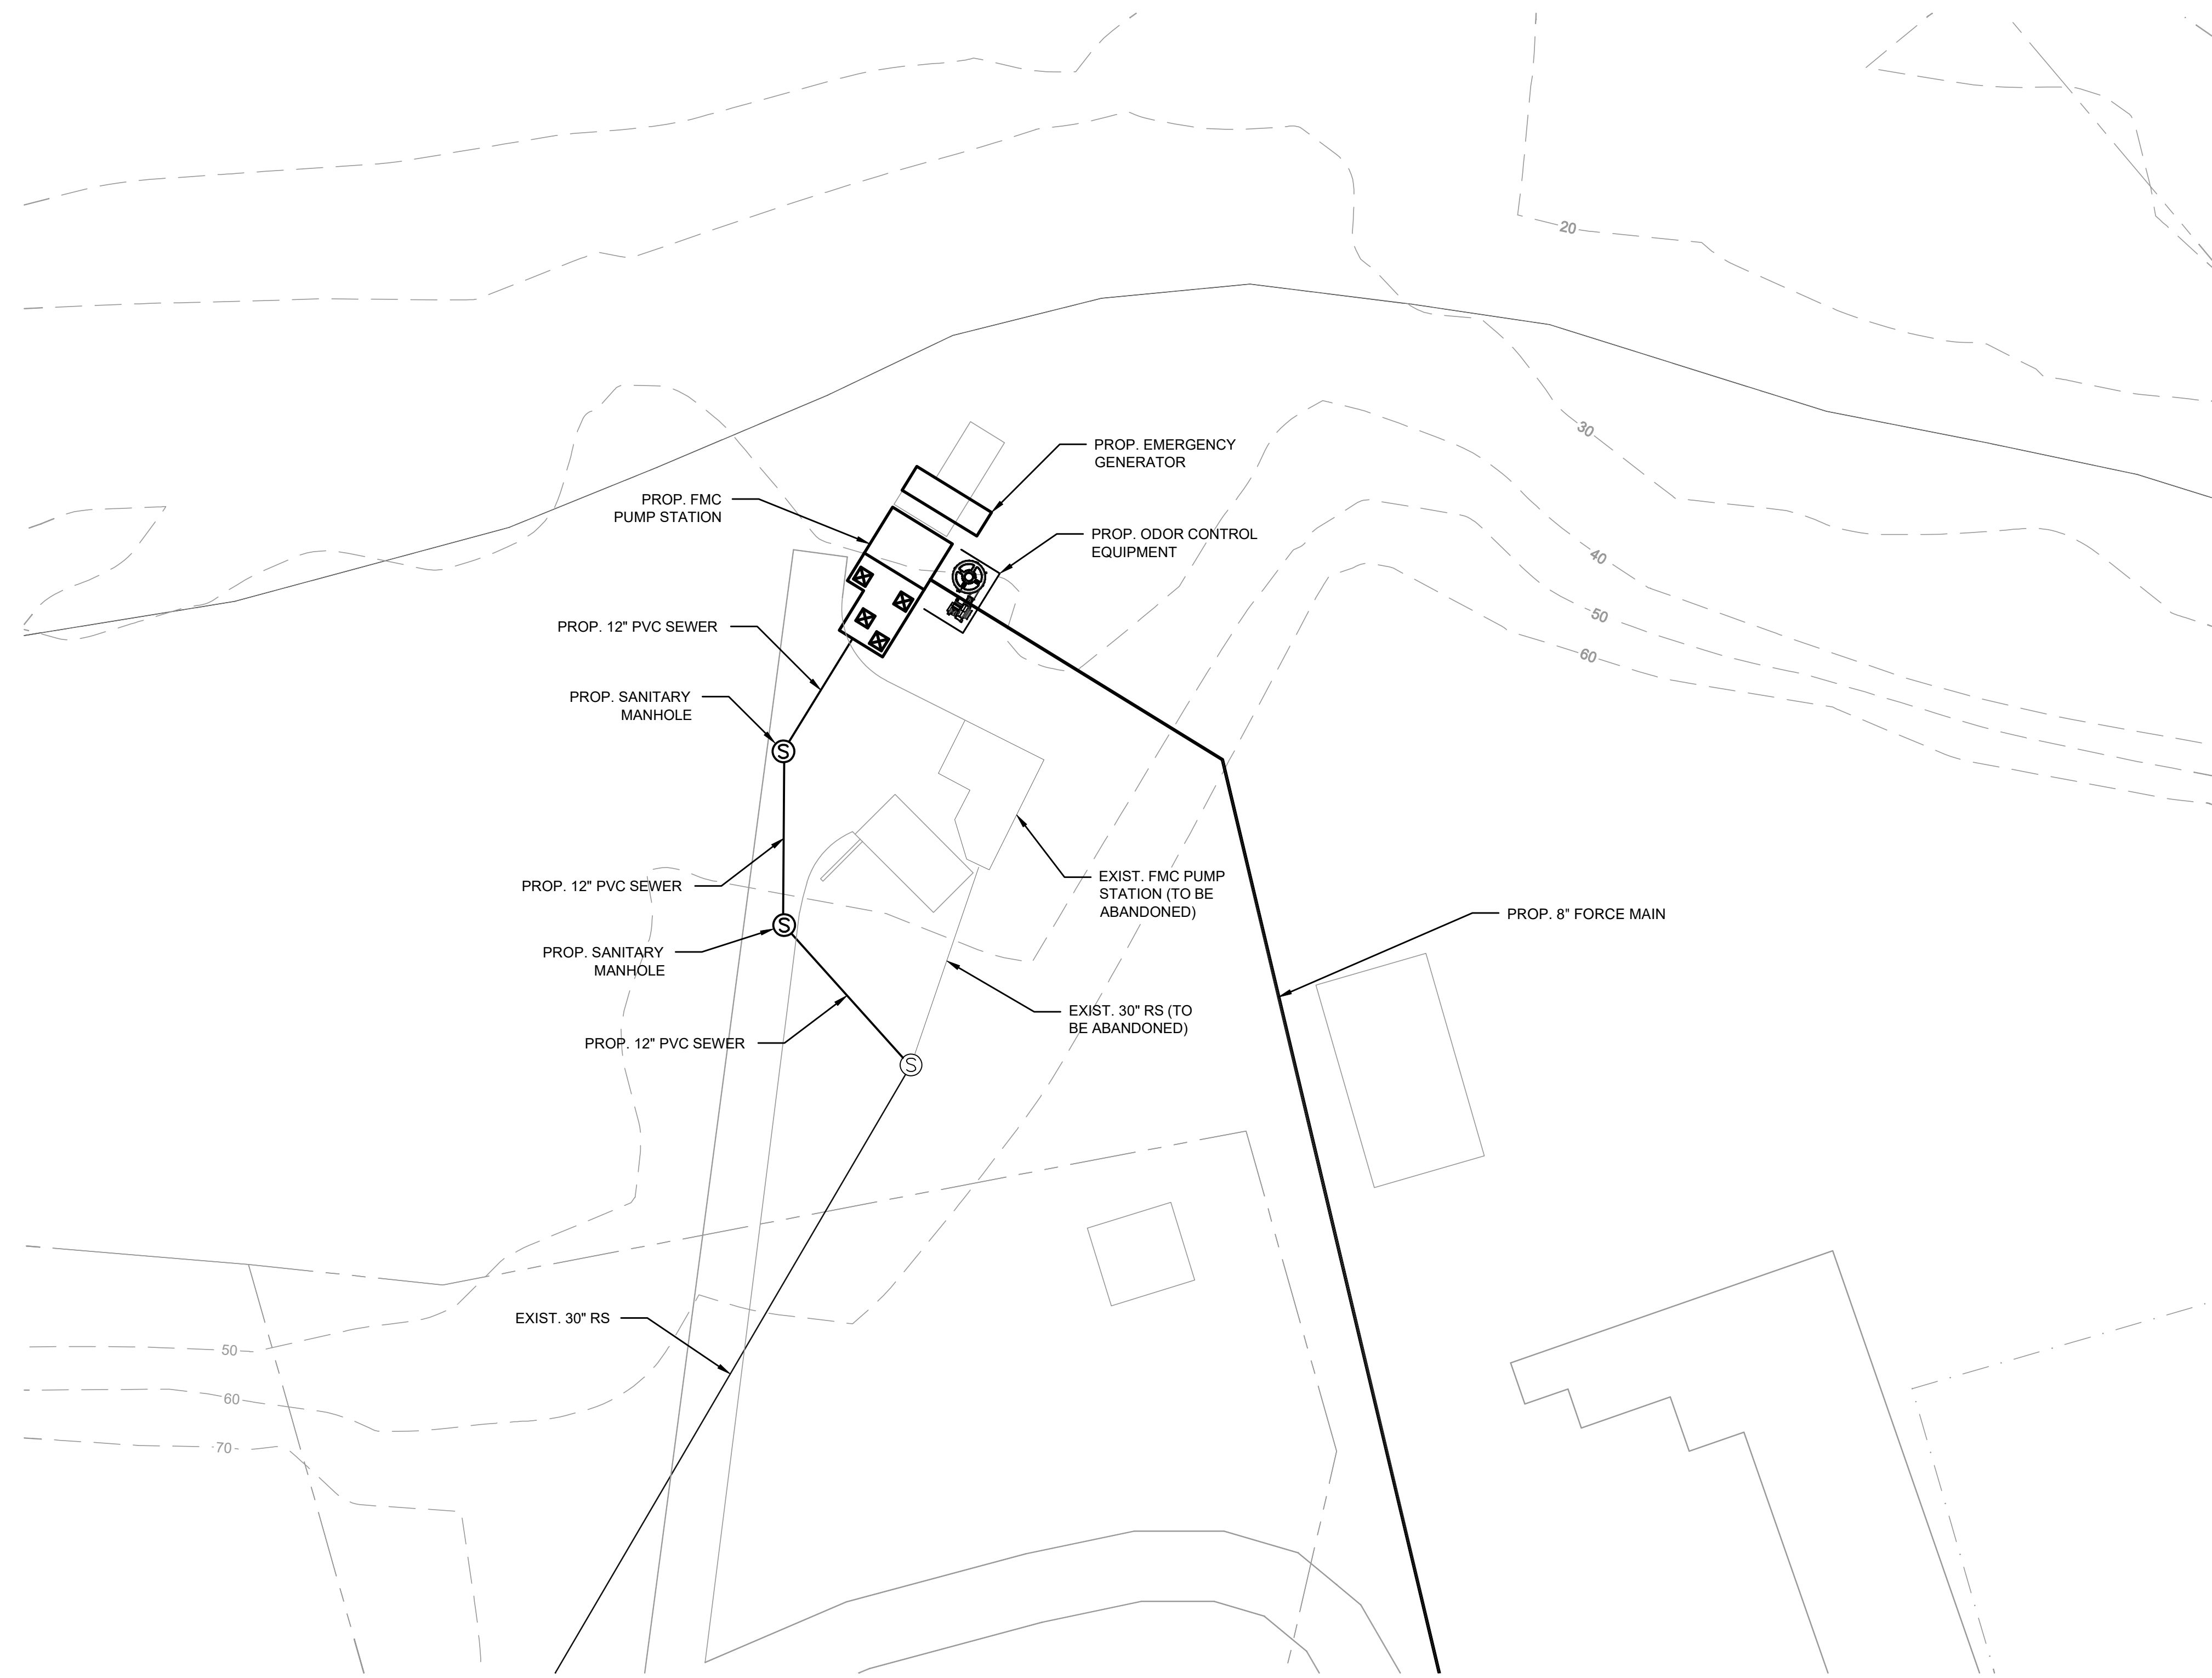 20
30
PROP. EMERGENCY
GENERATOR
PROP. FMC
PUMP STATION
PROP. ODOR CONTROL
EQUIPMENT
40
50
60
PROP. 12" PVC SEWER
PROP. SANITARY
MANHOLE
S
PROP. 12" PVC SEWER
EXIST. FMC PUMP
STATION (TO BE
ABANDONED)
PROP. 8" FORCE MAIN
S
PROP. SANITARY
MANHOLE
EXIST. 30" RS (TO
BE ABANDONED)
PROP. 12" PVC SEWER
S
EXIST. 30" RS
50
60
70